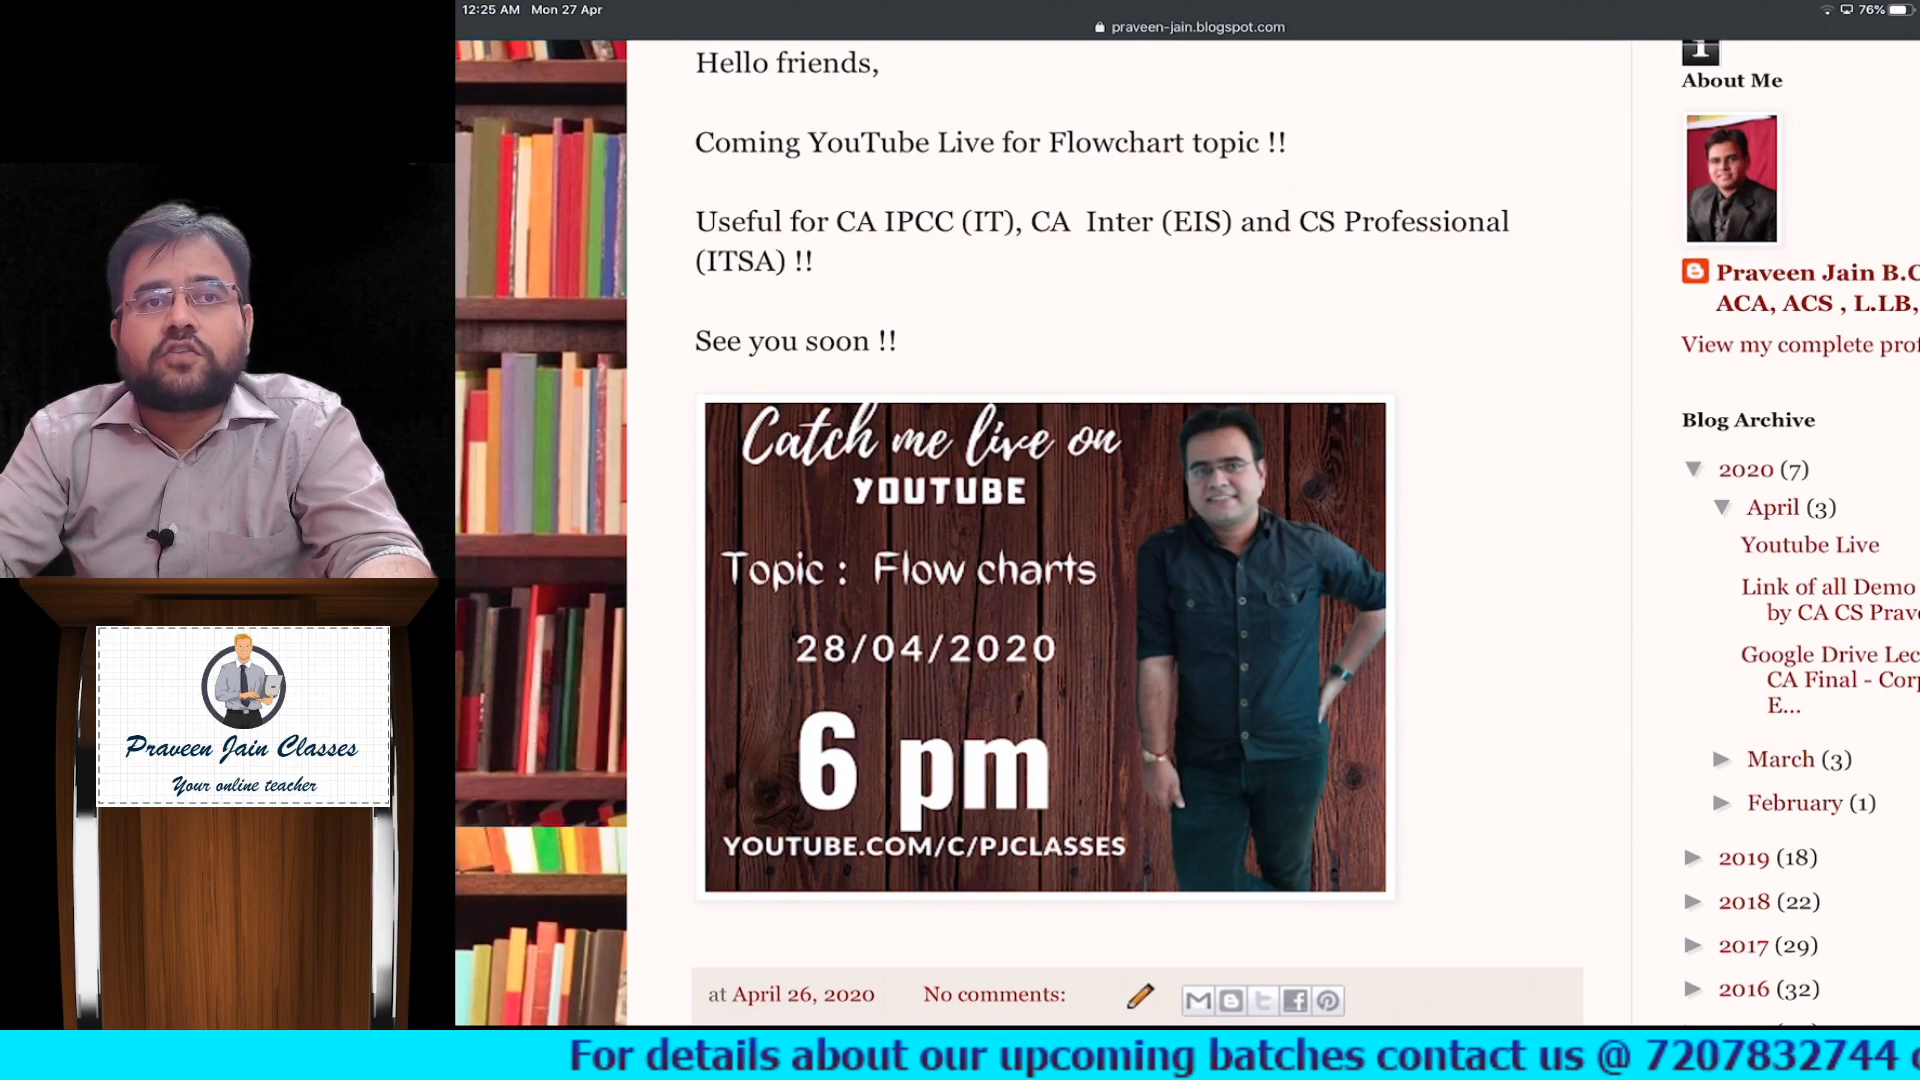 12:25 AM Mon 27 Apr
76%
praveen-jain.blogspot.com
Hello friends,
Coming YouTube Live for Flowchart topic !!
Useful for CA IPCC (IT), CA Inter (EIS) and CS Professional
(ITSA) !!
See you soon !!
Catch me live on
YOUTUBE
Topic : Flow charts
28/04/2020
6 pm
YOUTUBE.COM/C/PJCLASSES
at April 26, 2020 No comments:
About Me
Praveen Jain B.C
ACA, ACS , L.LB,
View my complete prof
Blog Archive
2020 (7)
April (3)
Youtube Live
Link of all Demo
by CA CS Prav
Google Drive Lec
CA Final - Corp
E...
March (3)
February (1)
2019 (18)
2018 (22)
2017 (29)
2016 (32)
Praveen Jain Classes
Your online teacher
For details about our upcoming batches contact us @ 7207832744